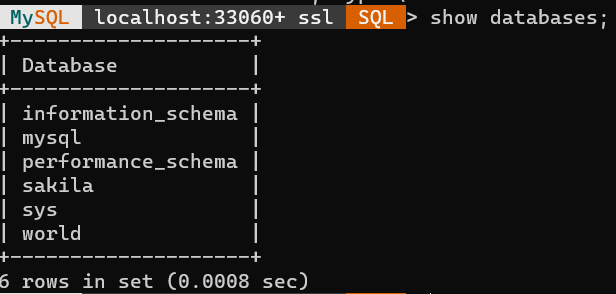 MySQL localhost:33060+ ssl SQL > show databases;
+--------------------+
| Database           |
+--------------------+
| information_schema |
| mysql              |
| performance_schema |
| sakila             |
| sys                |
| world              |
+--------------------+
6 rows in set (0.0008 sec)